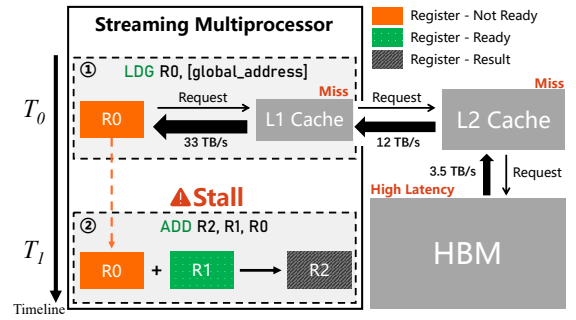 Streaming Multiprocessor
Register - Not Ready
Register - Ready
Register - Result
T0
① LDG R0, [global_address]
Miss
R0
Request
L1 Cache
33 TB/s
Request
12 TB/s
Miss
L2 Cache
3.5 TB/s
Request
High Latency
HBM
Stall
T1
② ADD R2, R1, R0
R0 + R1 R2
Timeline